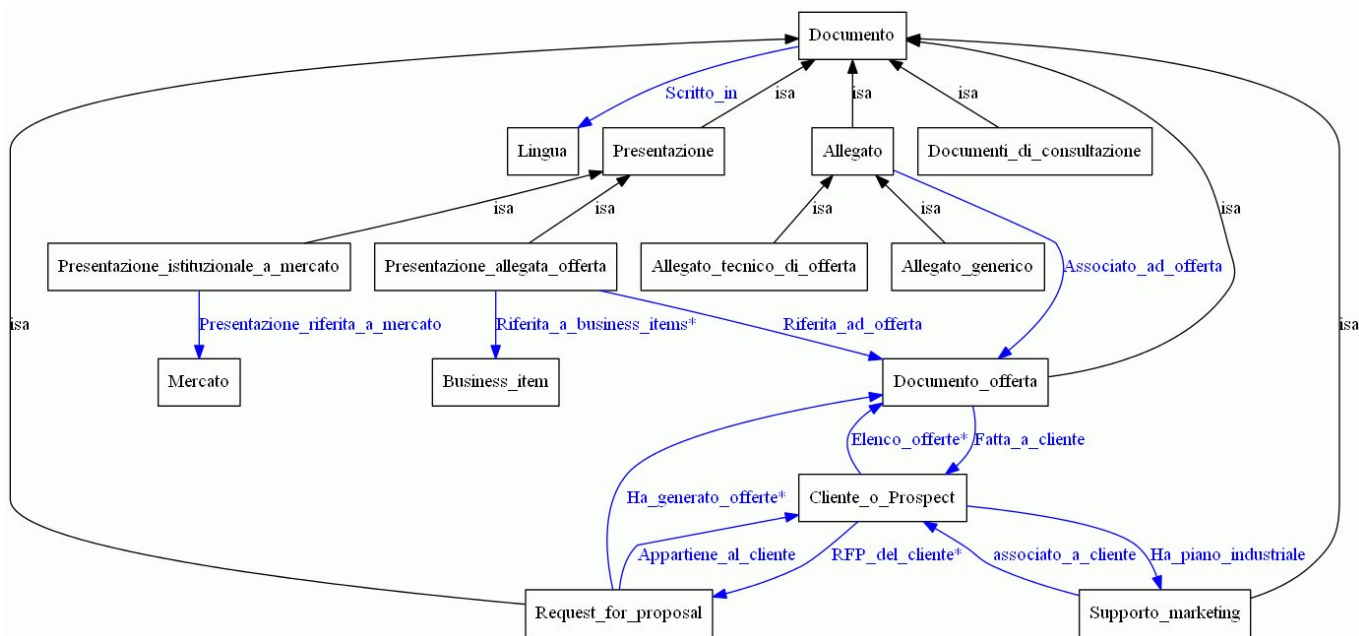 Documento
Scritto_in
isa
isa
isa
Lingua
Presentazione
Allegato
Documenti_di_consultazione
isa
isa
isa
isa
isa
Presentazione_istituzionale_a_mercato
Presentazione_allegata_offerta
Allegato_tecnico_di_offerta
Allegato_generico
Associato_ad_offerta
isa
Presentazione_riferita_a_mercato
Riferita_a_business_items*
Riferita_ad_offerta
isa
Mercato
Business_item
Documento_offerta
Elenco_offerte*
Fatta_a_cliente
Ha_generato_offerte*
Cliente_o_Prospect
Appartiene_al_cliente
RFP_del_cliente*
associato_a_cliente
Ha_piano_industriale
Request_for_proposal
Supporto_marketing